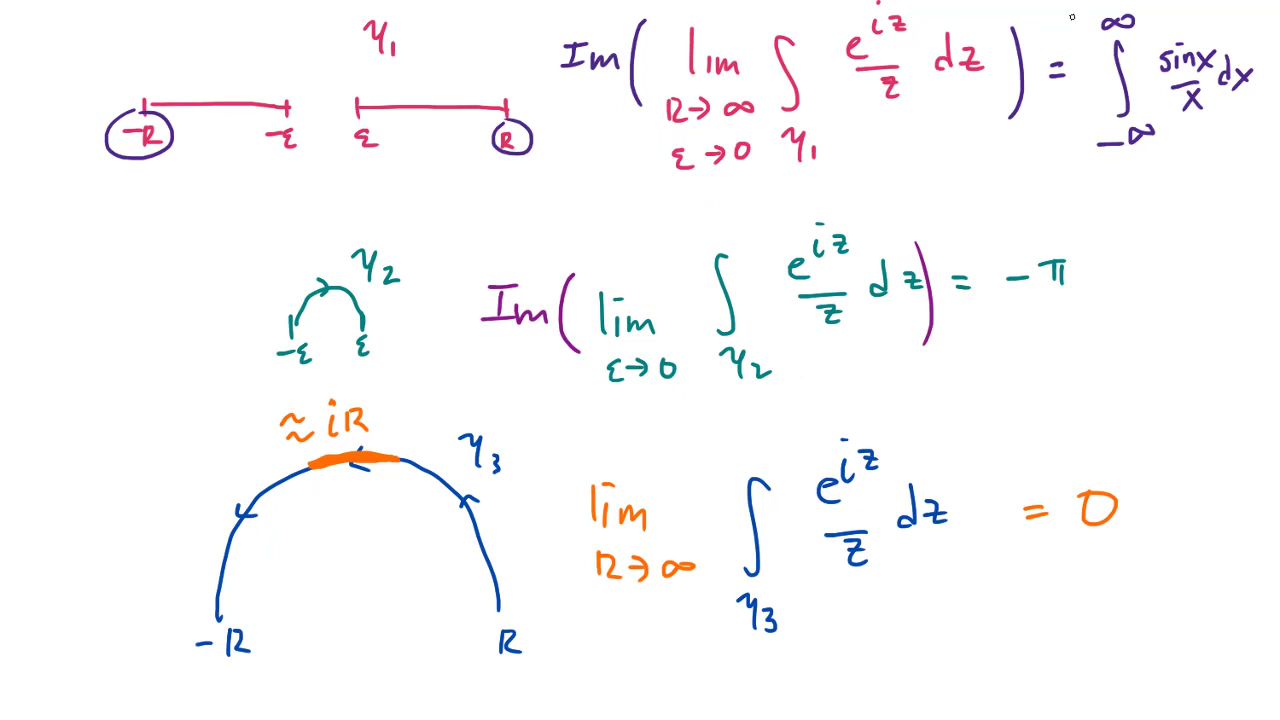 γ₁
-R -ε ε R
Im( lim R→∞ ε→0 ∫γ₁ e^{iz}/z dz ) = ∫_{-∞}^{∞} sinx/x dx
γ₂
-ε ε
Im( lim ε→0 ∫γ₂ e^{iz}/z dz ) = -π
≈ iR
γ₃
-R R
lim R→∞ ∫γ₃ e^{iz}/z dz = 0